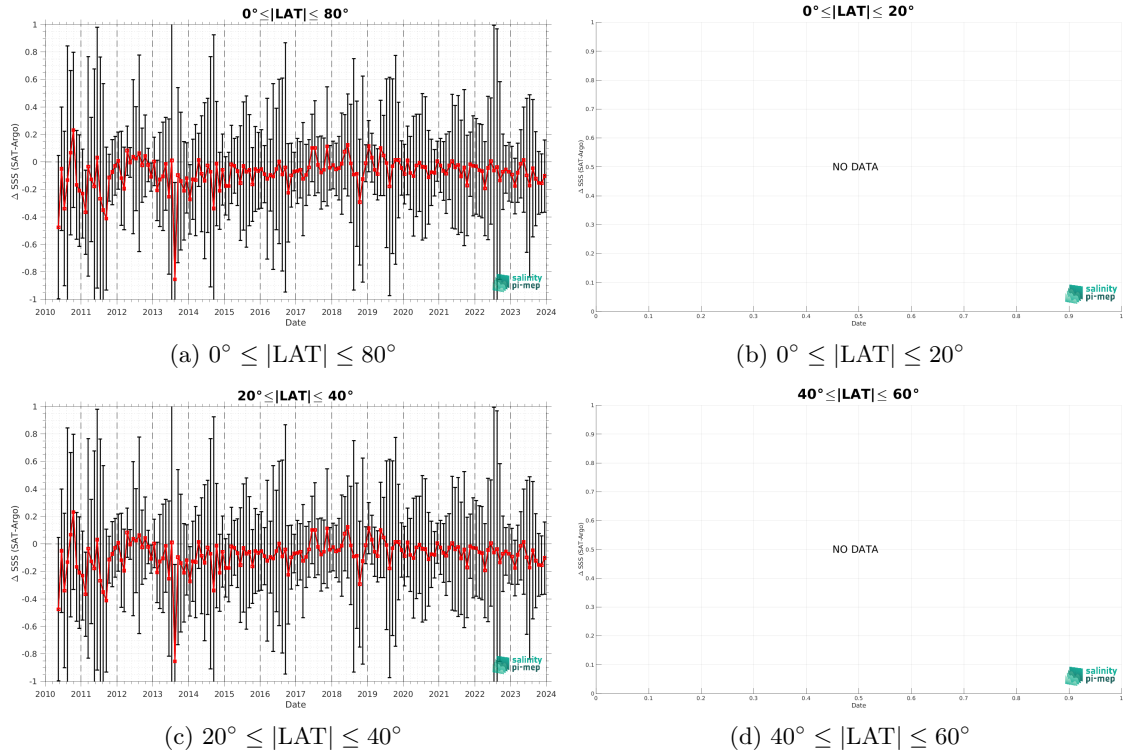 0°≤|LAT|≤ 80°
Δ SSS (SAT-Argo)
1
0.8
0.6
0.4
0.2
0
-0.2
-0.4
-0.6
-0.8
-1
2010 2011 2012 2013 2014 2015 2016 2017 2018 2019 2020 2021 2022 2023 2024
Date
salinity
pi-mep
(a) 0° ≤ |LAT| ≤ 80°
0°≤|LAT|≤ 20°
Δ SSS (SAT-Argo)
1
0.9
0.8
0.7
0.6
0.5
0.4
0.3
0.2
0.1
0
NO DATA
0 0.1 0.2 0.3 0.4 0.5 0.6 0.7 0.8 0.9 1
Date
salinity
pi-mep
(b) 0° ≤ |LAT| ≤ 20°
20°≤|LAT|≤ 40°
Δ SSS (SAT-Argo)
1
0.8
0.6
0.4
0.2
0
-0.2
-0.4
-0.6
-0.8
-1
2010 2011 2012 2013 2014 2015 2016 2017 2018 2019 2020 2021 2022 2023 2024
Date
salinity
pi-mep
(c) 20° ≤ |LAT| ≤ 40°
40°≤|LAT|≤ 60°
Δ SSS (SAT-Argo)
1
0.9
0.8
0.7
0.6
0.5
0.4
0.3
0.2
0.1
0
NO DATA
0 0.1 0.2 0.3 0.4 0.5 0.6 0.7 0.8 0.9 1
Date
salinity
pi-mep
(d) 40° ≤ |LAT| ≤ 60°